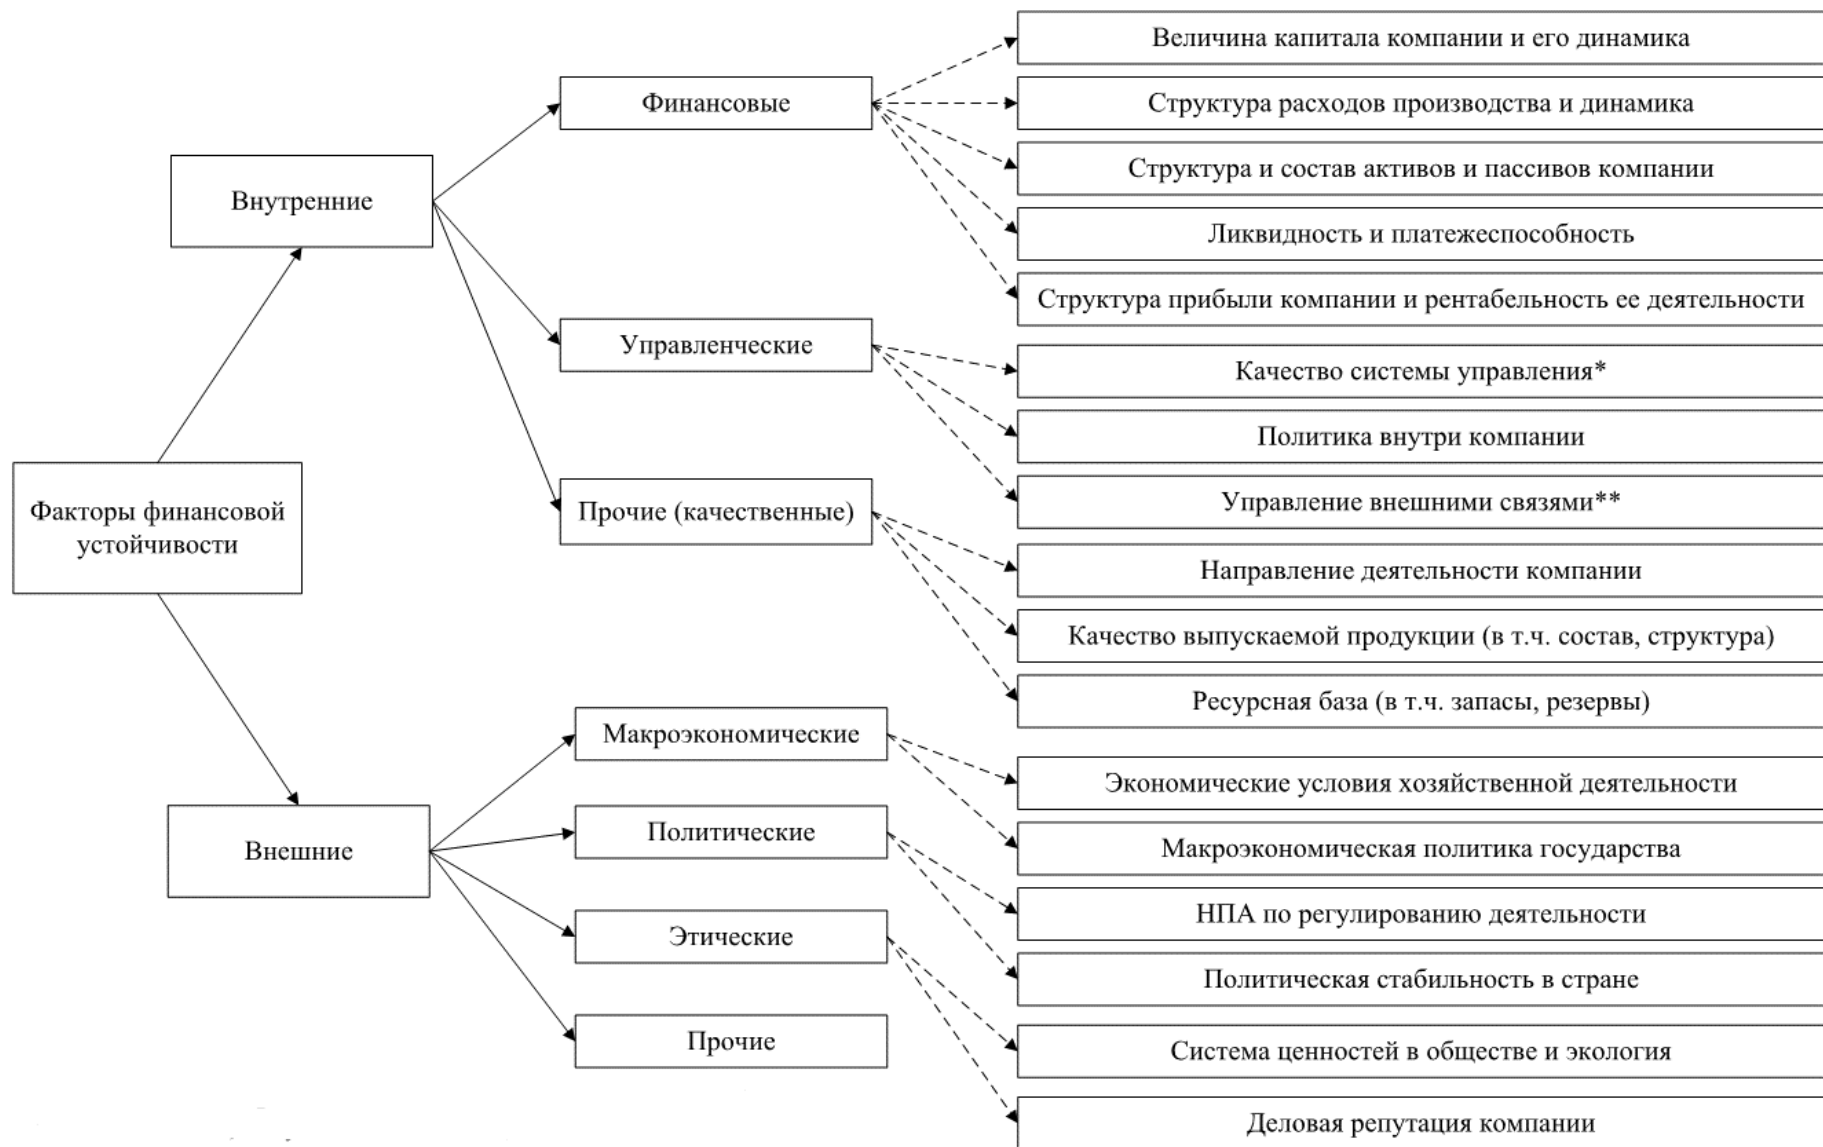 Факторы финансовой
устойчивости
Внутренние
Внешние
Финансовые
Управленческие
Прочие (качественные)
Макроэкономические
Политические
Этические
Прочие
Величина капитала компании и его динамика
Структура расходов производства и динамика
Структура и состав активов и пассивов компании
Ликвидность и платежеспособность
Структура прибыли компании и рентабельность ее деятельности
Качество системы управления*
Политика внутри компании
Управление внешними связями**
Направление деятельности компании
Качество выпускаемой продукции (в т.ч. состав, структура)
Ресурсная база (в т.ч. запасы, резервы)
Экономические условия хозяйственной деятельности
Макроэкономическая политика государства
НПА по регулированию деятельности
Политическая стабильность в стране
Система ценностей в обществе и экология
Деловая репутация компании